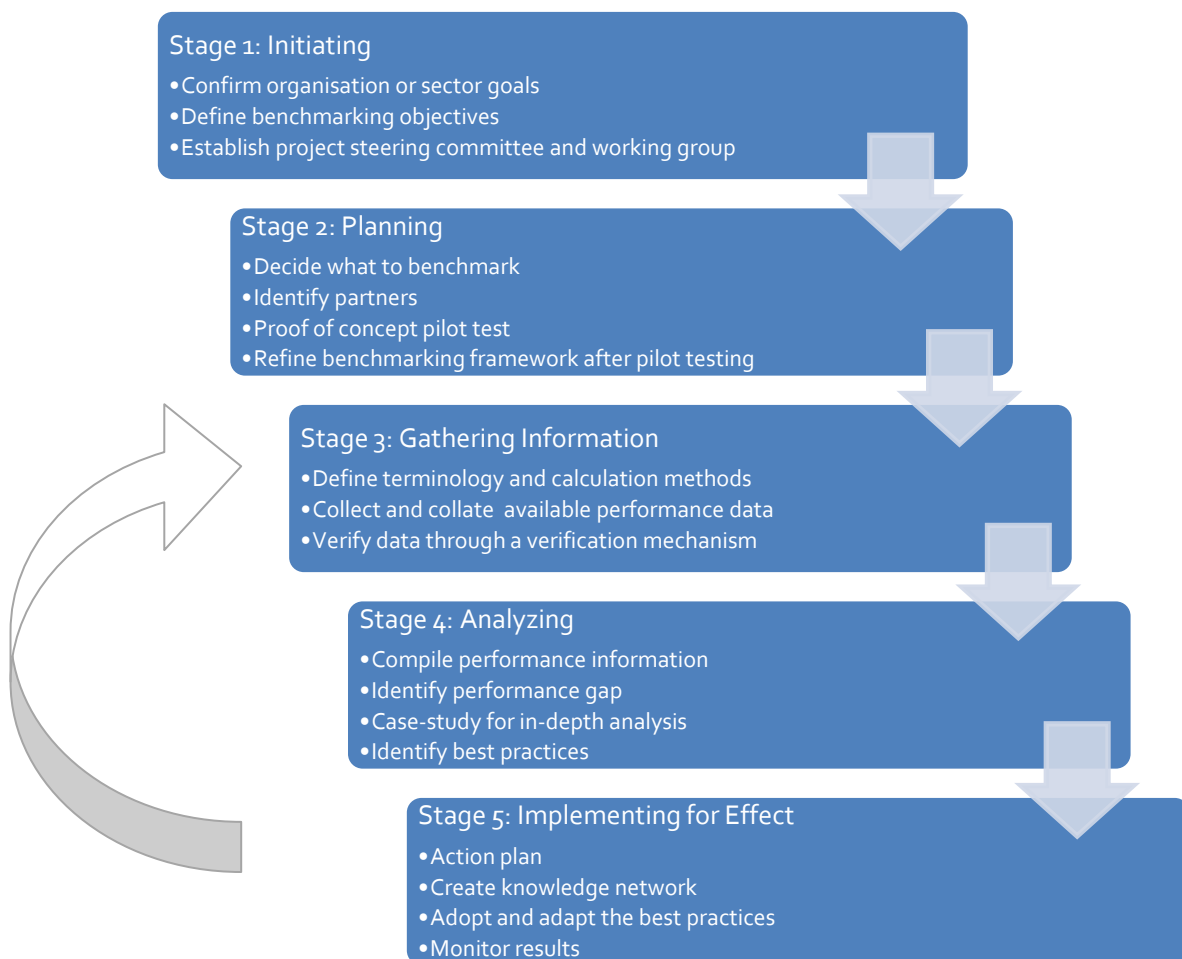 Stage 1: Initiating
•Confirm organisation or sector goals
•Define benchmarking objectives
•Establish project steering committee and working group
Stage 2: Planning
•Decide what to benchmark
•Identify partners
•Proof of concept pilot test
•Refine benchmarking framework after pilot testing
Stage 3: Gathering Information
•Define terminology and calculation methods
•Collect and collate  available performance data
•Verify data through a verification mechanism
Stage 4: Analyzing
•Compile performance information
•Identify performance gap
•Case-study for in-depth analysis
•Identify best practices
Stage 5: Implementing for Effect
•Action plan
•Create knowledge network
•Adopt and adapt the best practices
•Monitor results